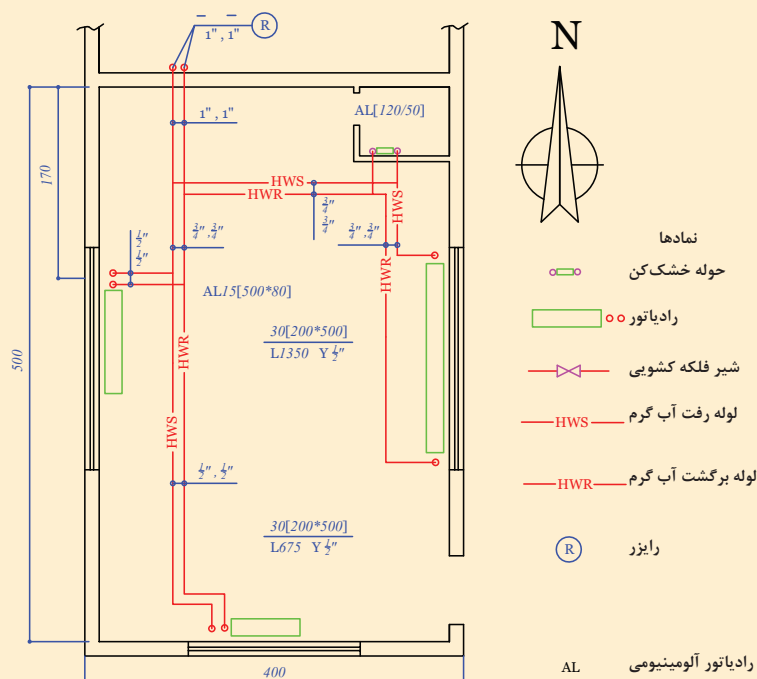 1" , 1"
R
1" , 1"
AL[120/50]
HWS
HWR
3/4"
3/4"
HWS
3/4" , 3/4"
3/4" , 3/4"
1/2"
1/2"
HWR
AL15[500*80]
170
500
30[200*500]
L1350 Y 1/2"
HWR
HWS
1/2" , 1/2"
30[200*500]
L675 Y 1/2"
400
N
نمادها
حوله خشک‌کن
رادیاتور
شیر فلکه کشویی
لوله رفت آب گرم
HWS
لوله برگشت آب گرم
HWR
رایزر
R
رادیاتور آلومینیومی
AL